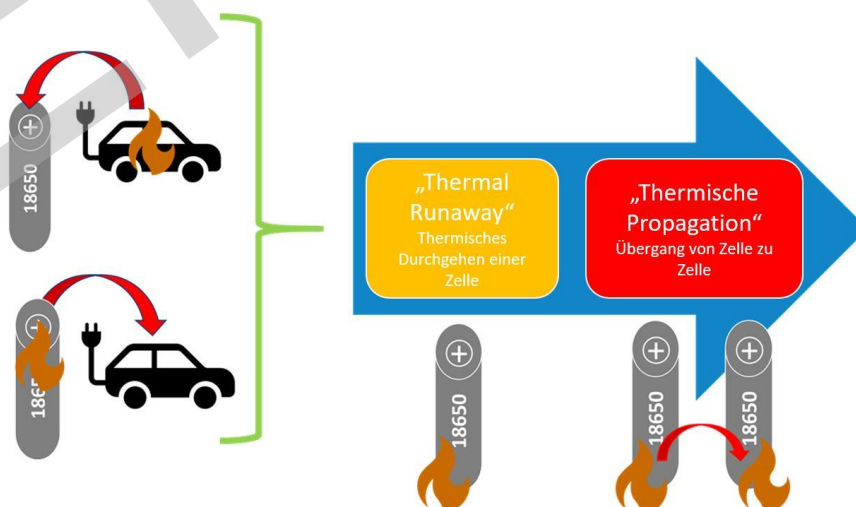 18650
„Thermal
Runaway“
Thermisches
Durchgehen einer
Zelle
„Thermische
Propagation“
Übergang von Zelle zu
Zelle
18650
18650
18650